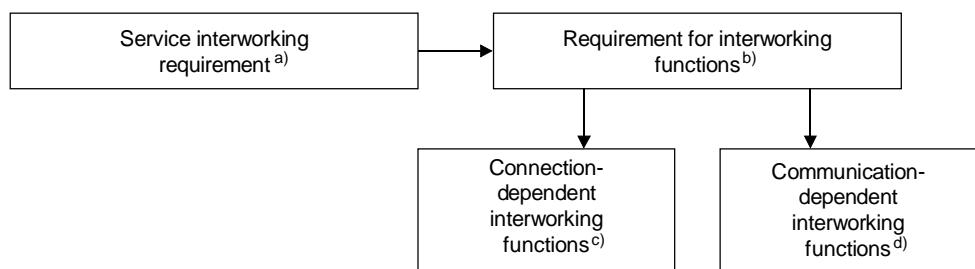 Service interworking
requirement a)
Requirement for interworking
functions b)
Connection-
dependent
interworking
functions c)
Communication-
dependent
interworking
functions d)